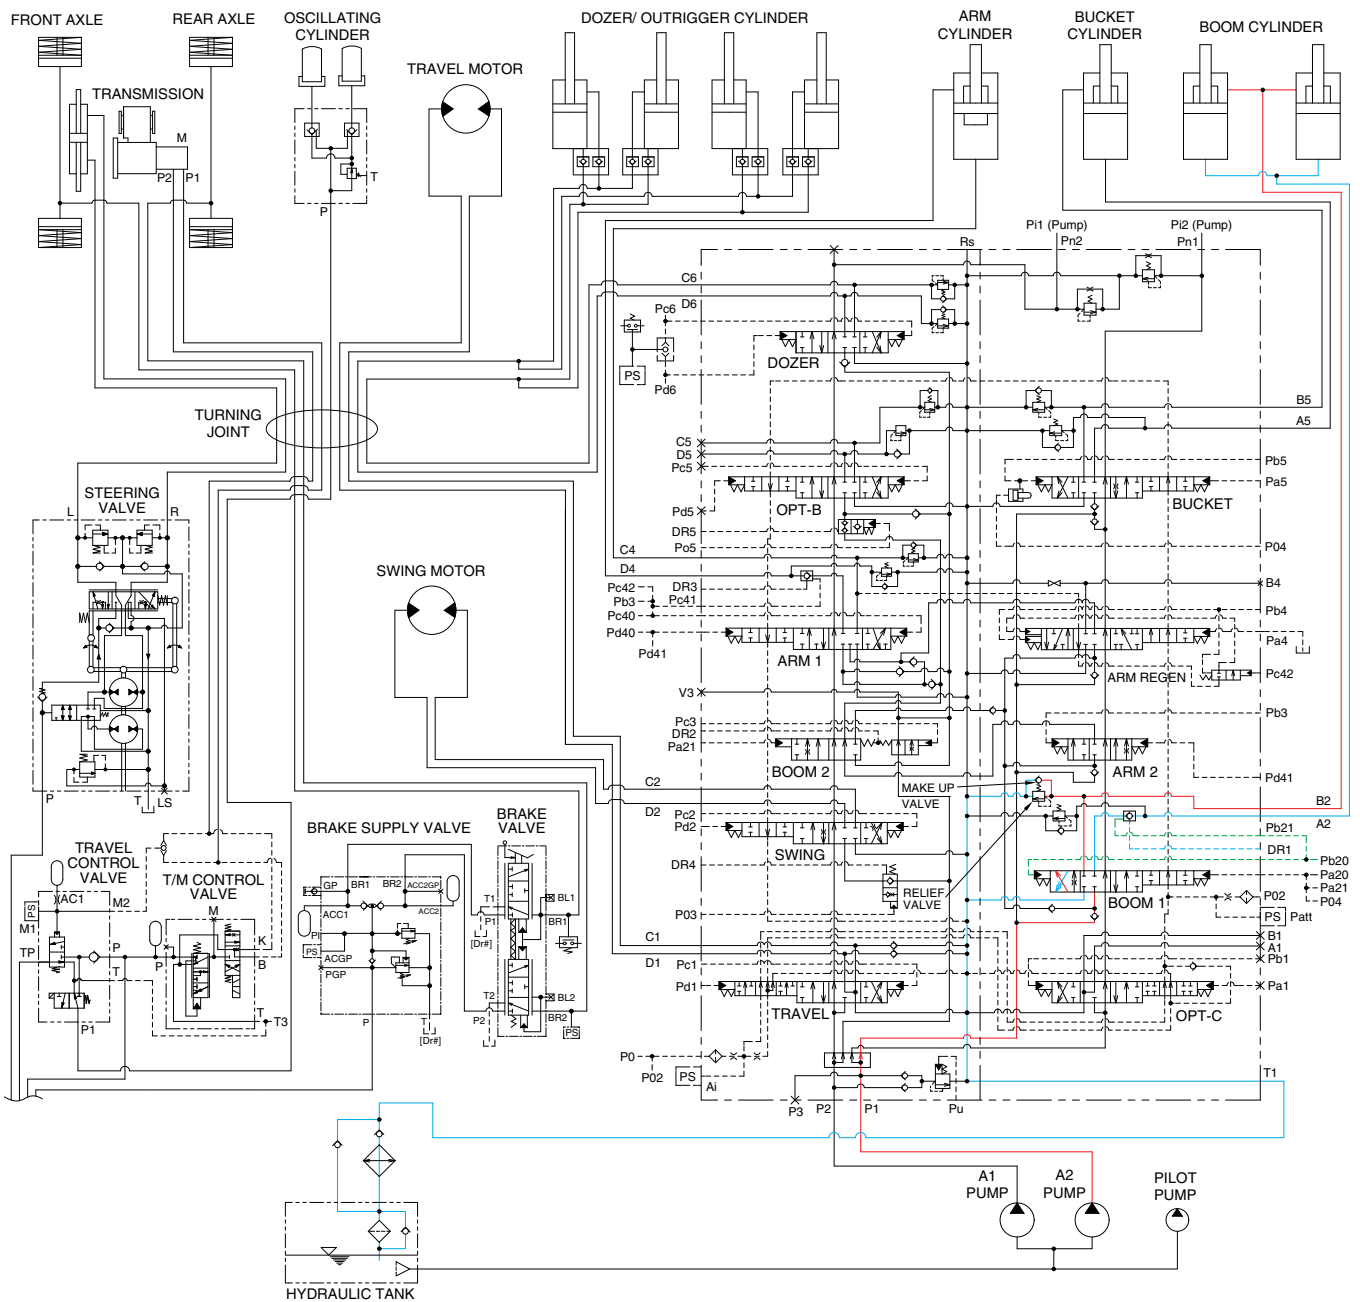 FRONT AXLE
REAR AXLE
OSCILLATING
CYLINDER
DOZER/ OUTRIGGER CYLINDER
ARM
CYLINDER
BUCKET
CYLINDER
BOOM CYLINDER
TRAVEL MOTOR
TRANSMISSION
M
P2
P1
T
P
Pi1 (Pump)
Pn2
Pi2 (Pump)
Pn1
Rs
C6
D6
Pc6
PS
Pd6
DOZER
TURNING
JOINT
B5
A5
C5
D5
Pc5
Pd5
DR5
Po5
OPT-B
BUCKET
Pb5
Pa5
P04
STEERING
VALVE
L
R
SWING MOTOR
C4
D4
Pc42
Pb3
Pc40
Pc41
DR3
Pd40
Pd41
ARM 1
B4
Pb4
Pa4
ARM REGEN
Pc42
V3
Pc3
DR2
Pa21
BOOM 2
Pb3
ARM 2
Pd41
P
T
LS
C2
D2
MAKE UP
VALVE
B2
A2
Pc2
Pd2
SWING
DR4
RELIEF
VALVE
P03
Pb21
DR1
Pb20
Pa20
Pa21
P04
BOOM 1
P02
PS
Patt
TRAVEL
CONTROL
VALVE
T/M CONTROL
VALVE
BRAKE SUPPLY VALVE
BRAKE
VALVE
AC1
M2
PS
M1
TP
P
T
P1
M
K
B
P
T
T3
GP
BR1
BR2
ACC2GP
ACC1
ACC2
PI
PS
ACGP
PGP
P
T
[Dr#]
T1
P1
[Dr#]
BL1
BR1
T2
P2
BL2
BR2
PS
C1
D1
Pc1
Pd1
TRAVEL
B1
A1
Pb1
Pa1
OPT-C
P0
P02
PS
Ai
P3
P2
P1
Pu
T1
A1
PUMP
A2
PUMP
PILOT
PUMP
HYDRAULIC TANK